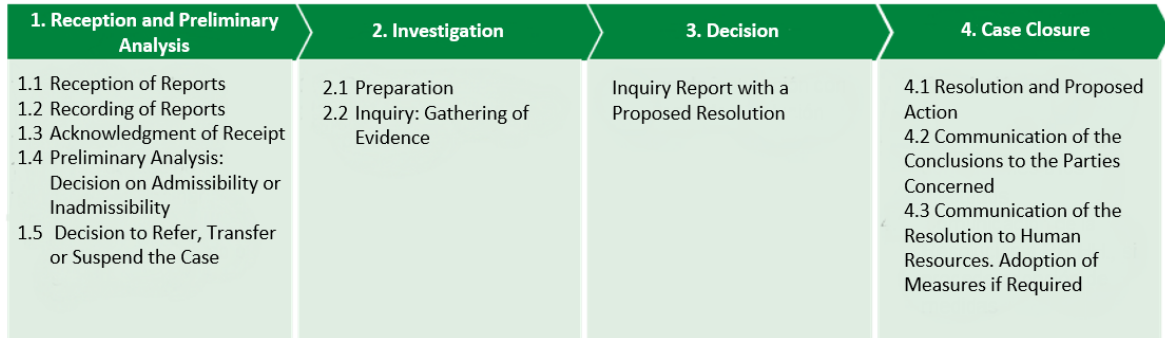 1. Reception and Preliminary
Analysis
1.1 Reception of Reports
1.2 Recording of Reports
1.3 Acknowledgment of Receipt
1.4 Preliminary Analysis:
Decision on Admissibility or
Inadmissibility
1.5 Decision to Refer, Transfer
or Suspend the Case
2. Investigation
2.1 Preparation
2.2 Inquiry: Gathering of
Evidence
3. Decision
Inquiry Report with a
Proposed Resolution
4. Case Closure
4.1 Resolution and Proposed
Action
4.2 Communication of the
Conclusions to the Parties
Concerned
4.3 Communication of the
Resolution to Human
Resources. Adoption of
Measures if Required